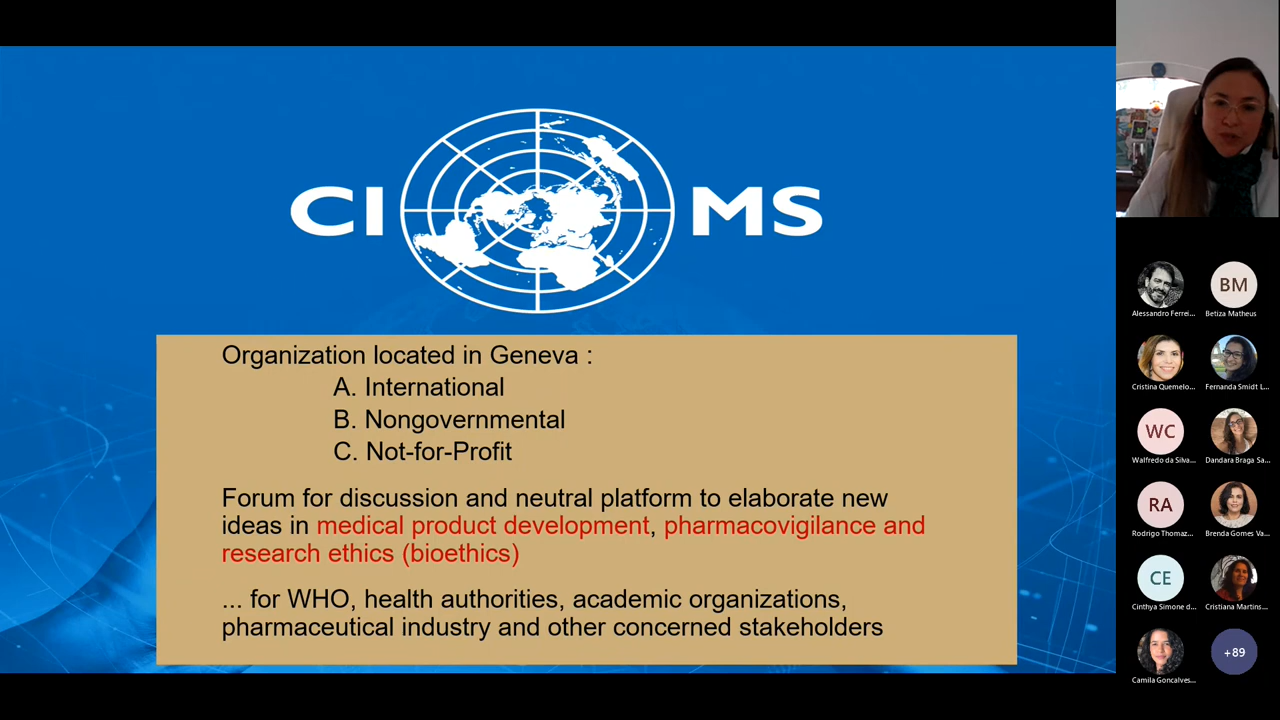 CI MS
Organization located in Geneva :
A. International
B. Nongovernmental
C. Not-for-Profit
Forum for discussion and neutral platform to elaborate new
ideas in medical product development, pharmacovigilance and
research ethics (bioethics)
... for WHO, health authorities, academic organizations,
pharmaceutical industry and other concerned stakeholders
Alessandro Ferrei...
BM
Betiza Matheus
Cristina Quemelo...
Fernanda Smidt L...
WC
Walfredo da Silva...
Dandara Braga Sa...
RA
Rodrigo Thomaz...
Brenda Gomes Va...
CE
Cinthya Simone d...
Cristiana Martins...
Camila Goncalves...
+89